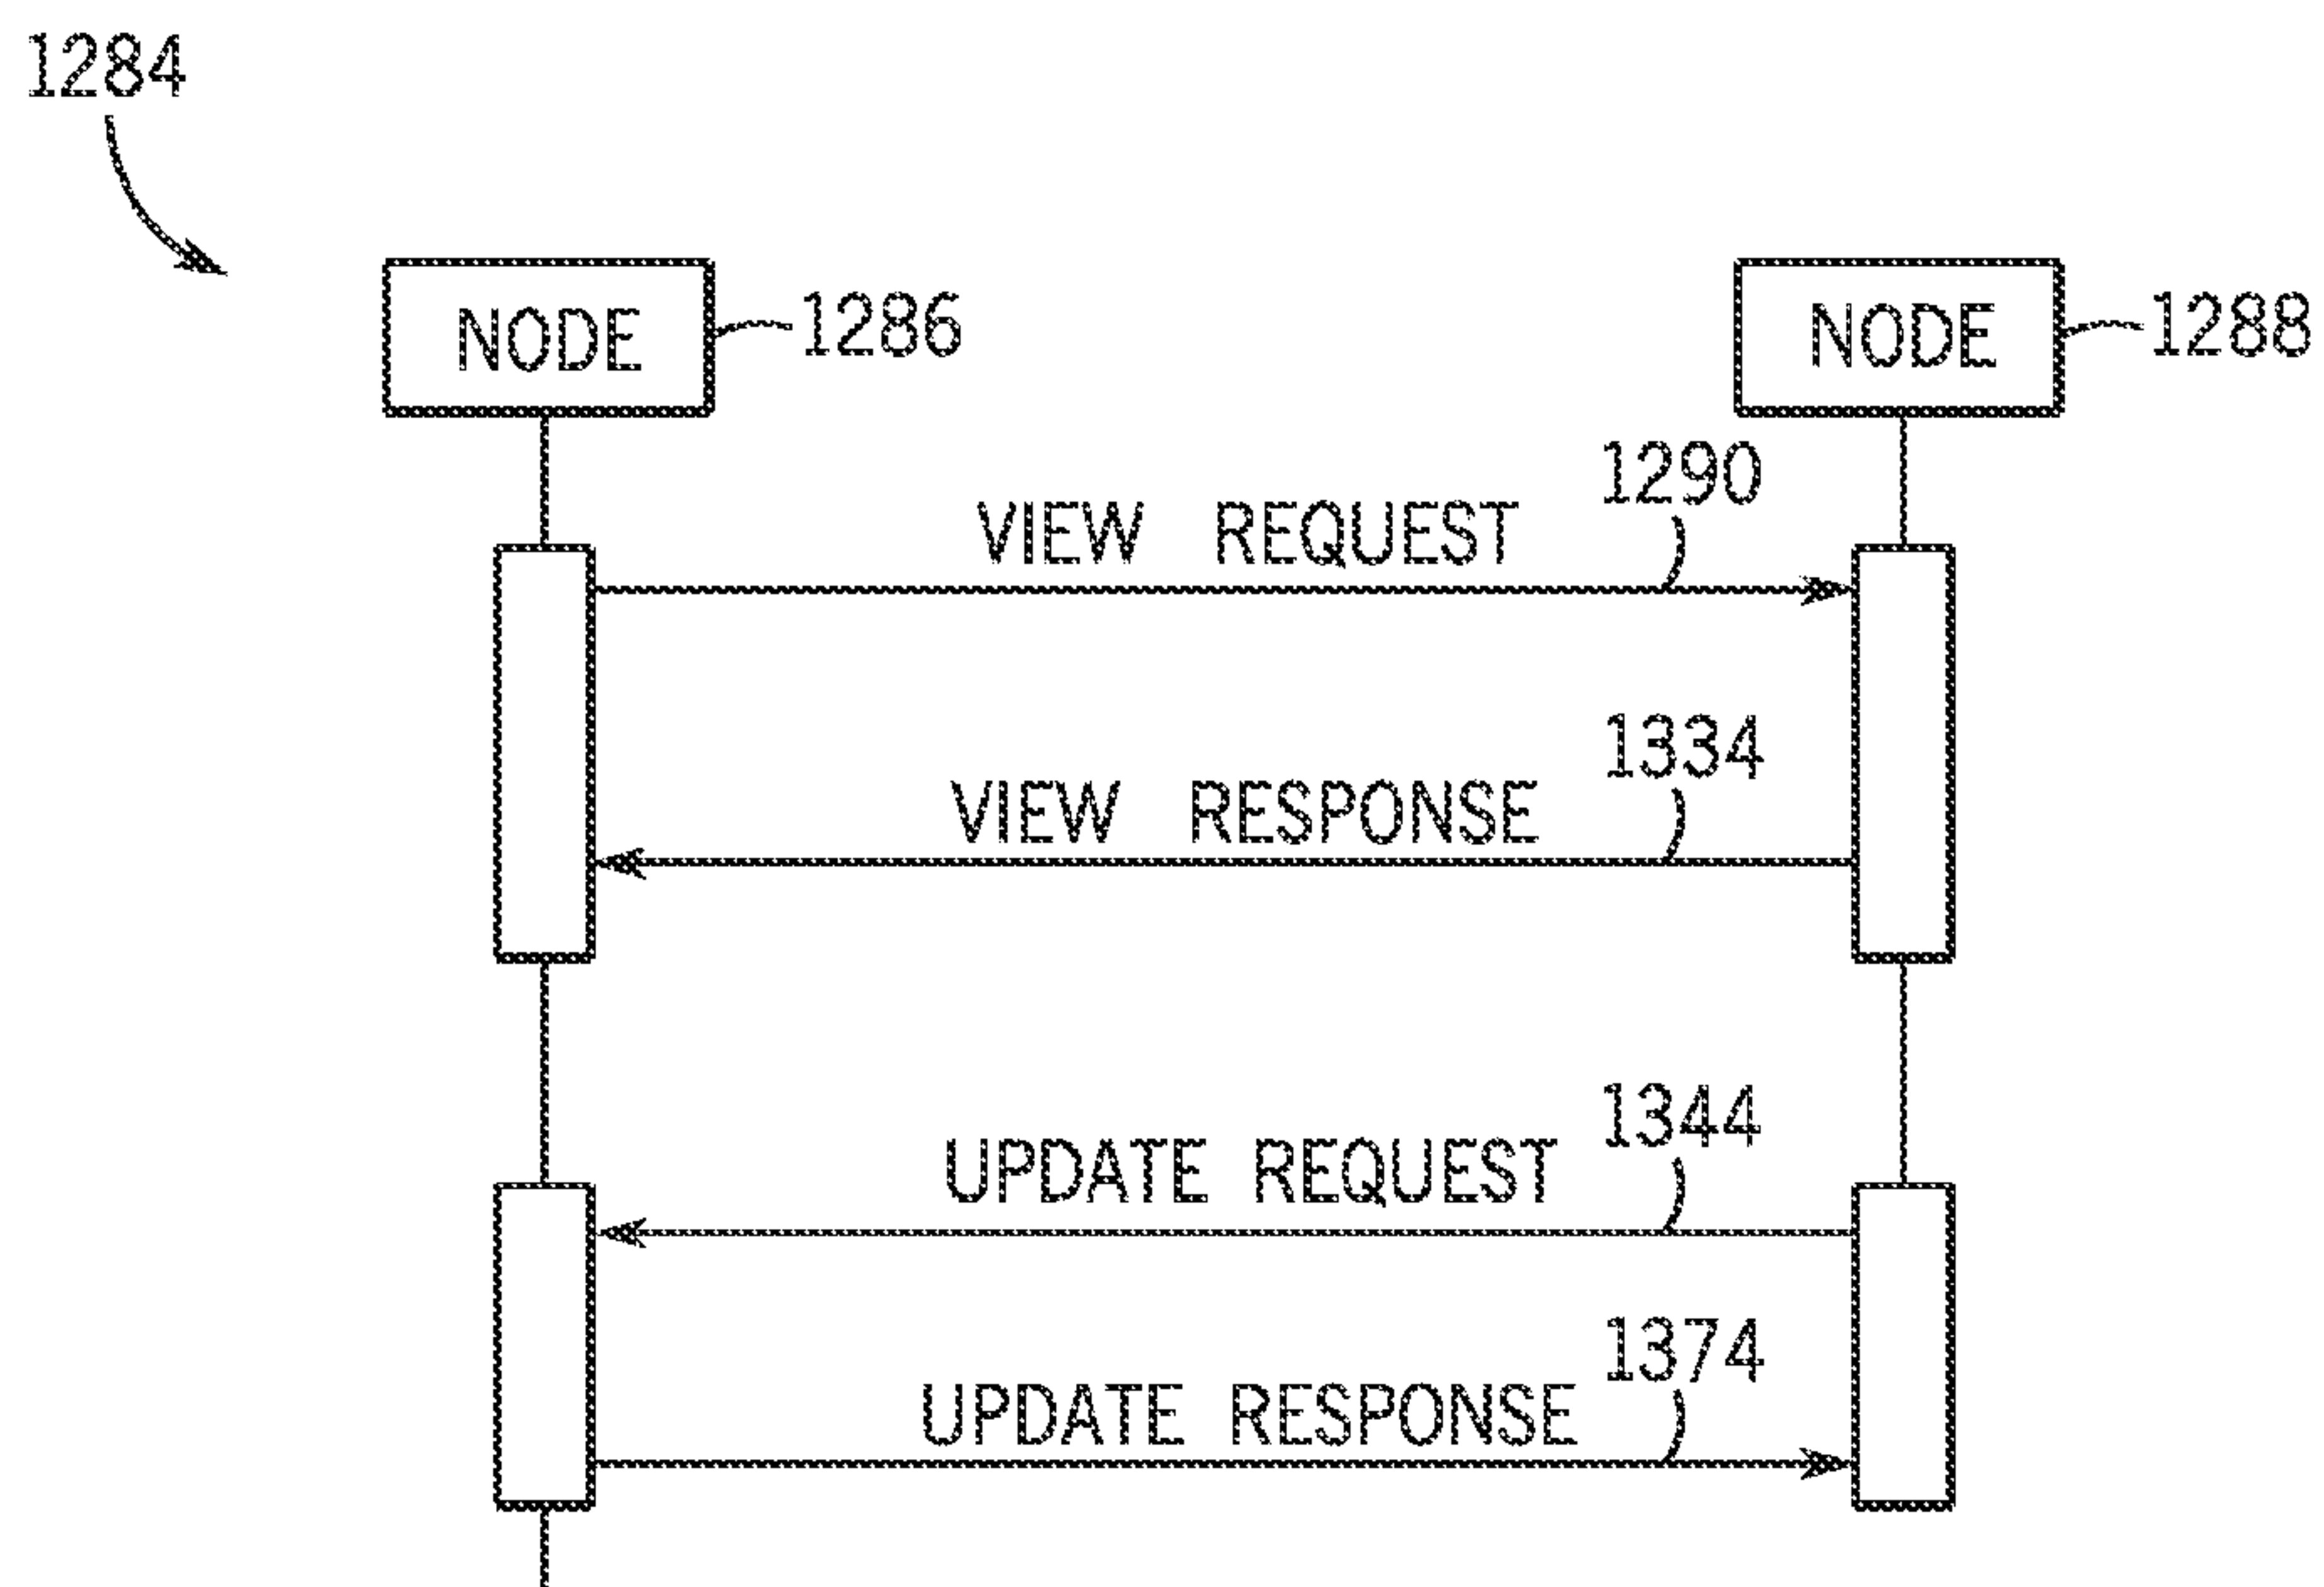 1284
NODE 1286 NODE 1288
1290
VIEW REQUEST
1334
VIEW RESPONSE
1344
UPDATE REQUEST
1374
UPDATE RESPONSE